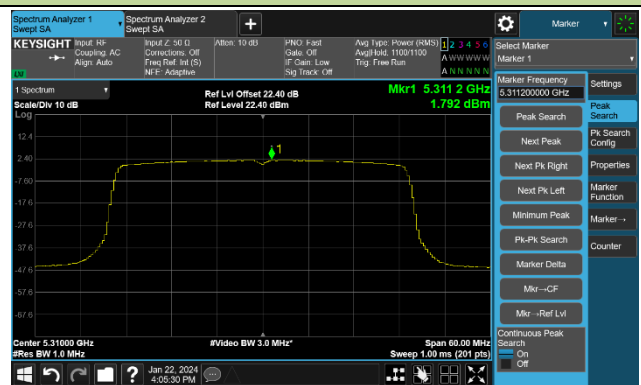 Spectrum Analyzer 1
Swept SA
Spectrum Analyzer 2
Swept SA
+
Marker
KEYSIGHT
Input: RF
Coupling: AC
Align: Auto
Input Z: 50 Ω
Corrections: Off
Freq Ref: Int (S)
NFE: Adaptive
Atten: 10 dB
PNO: Fast
Gate: Off
IF Gain: Low
Sig Track: Off
Avg Type: Power (RMS)
Avg|Hold: 1100/1100
Trig: Free Run
1 2 3 4 5 6
A W W W W W
A N N N N N
Select Marker
Marker 1
LXI
1 Spectrum
Scale/Div 10 dB
Log
Ref Lvl Offset 22.40 dB
Ref Level 22.40 dBm
Mkr1 5.311 2 GHz
1.792 dBm
12.4
2.40
-7.60
-17.6
-27.6
-37.6
-47.6
-57.6
-67.6
1
Center 5.31000 GHz
#Res BW 1.0 MHz
#Video BW 3.0 MHz*
Span 60.00 MHz
Sweep 1.00 ms (201 pts)
Marker Frequency
5.311200000 GHz
Peak Search
Next Peak
Next Pk Right
Next Pk Left
Minimum Peak
Pk-Pk Search
Marker Delta
Mkr→CF
Mkr→Ref Lvl
Continuous Peak
Search
On
Off
Settings
Peak
Search
Pk Search
Config
Properties
Marker
Function
Marker→
Counter
?
Jan 22, 2024
4:05:30 PM